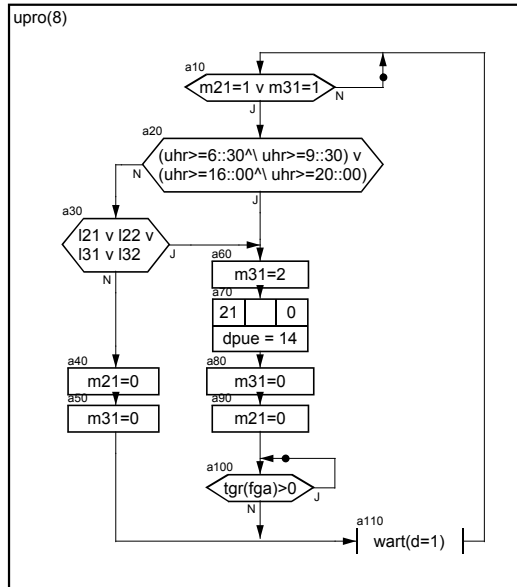 upro(8)
a10
m21=1 v m31=1
N
J
a20
(uhr>=6::30^\ uhr>=9::30) v
(uhr>=16::00^\ uhr>=20::00)
N
J
a30
l21 v l22 v
l31 v l32
J
N
a60
m31=2
a70
21 0
dpue = 14
a40
m21=0
a80
m31=0
a50
m31=0
a90
m21=0
a100
tgr(fga)>0
J
N
a110
wart(d=1)